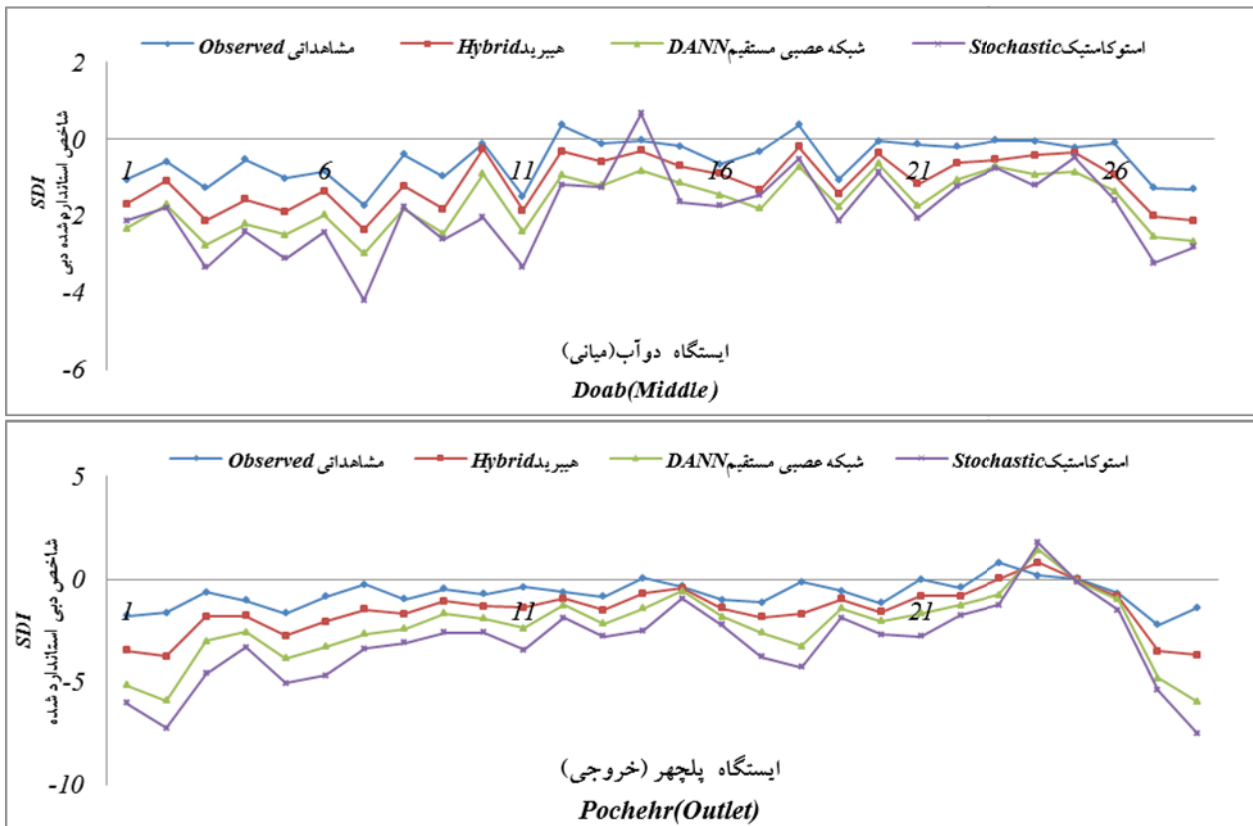 Observed مشاهداتی Hybrid هیبرید DANN شبکه عصبی مستقیم Stochastic استوکاستیک
2
0
-2
-4
-6
SDI
شاخص استاندارد شده دبی
1 6 11 16 21 26
ایستگاه دوآب(میانی)
Doab(Middle)
Observed مشاهداتی Hybrid هیبرید DANN شبکه عصبی مستقیم Stochastic استوکاستیک
5
0
-5
-10
SDI
شاخص دبی استاندارد شده
1 11 21
ایستگاه پلچهر (خروجی)
Pochehr(Outlet)